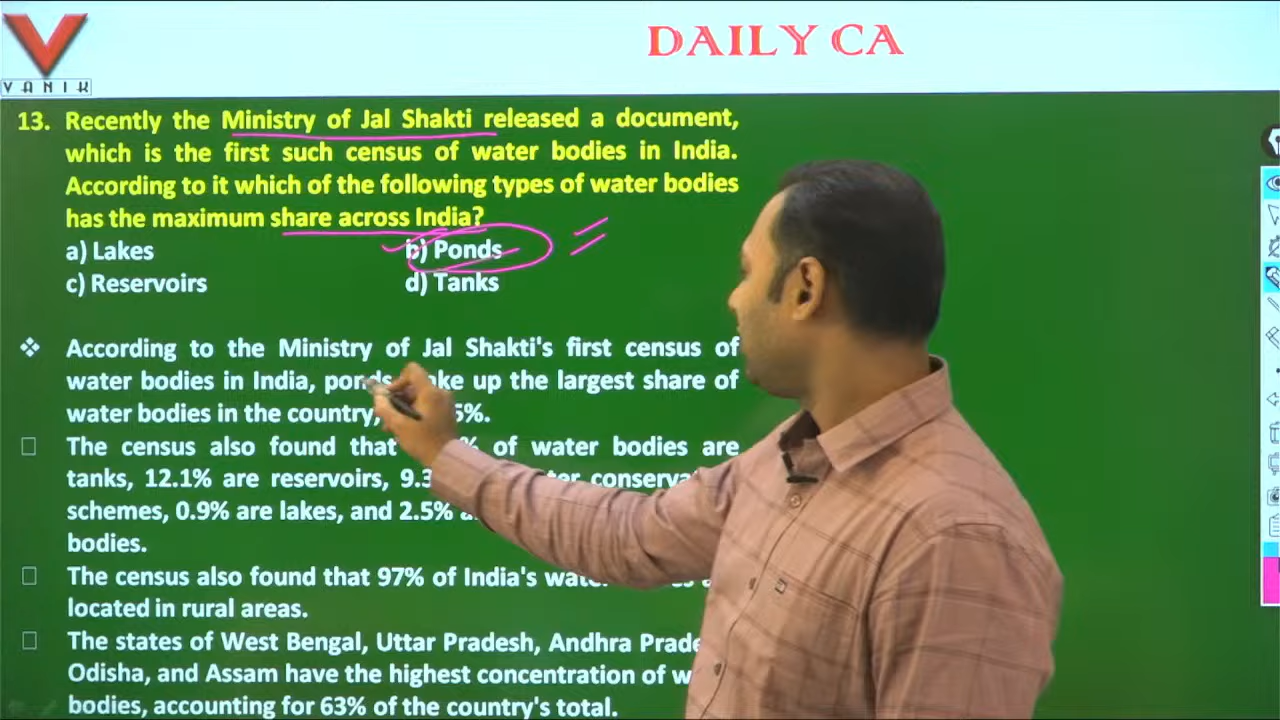 VANIK
DAILY CA
13. Recently the Ministry of Jal Shakti released a document,
which is the first such census of water bodies in India.
According to it which of the following types of water bodies
has the maximum share across India?
a) Lakes
b) Ponds
c) Reservoirs
d) Tanks
❖ According to the Ministry of Jal Shakti's first census of
water bodies in India, ponds up the largest share of
water bodies in the country,
The census also found that of water bodies are
tanks, 12.1% are reservoirs,
schemes, 0.9% are lakes, and 2.5%
bodies.
The census also found that 97% of India's
located in rural areas.
The states of West Bengal, Uttar Pradesh, Andhra
Odisha, and Assam have the highest concentration of
bodies, accounting for 63% of the country's total.